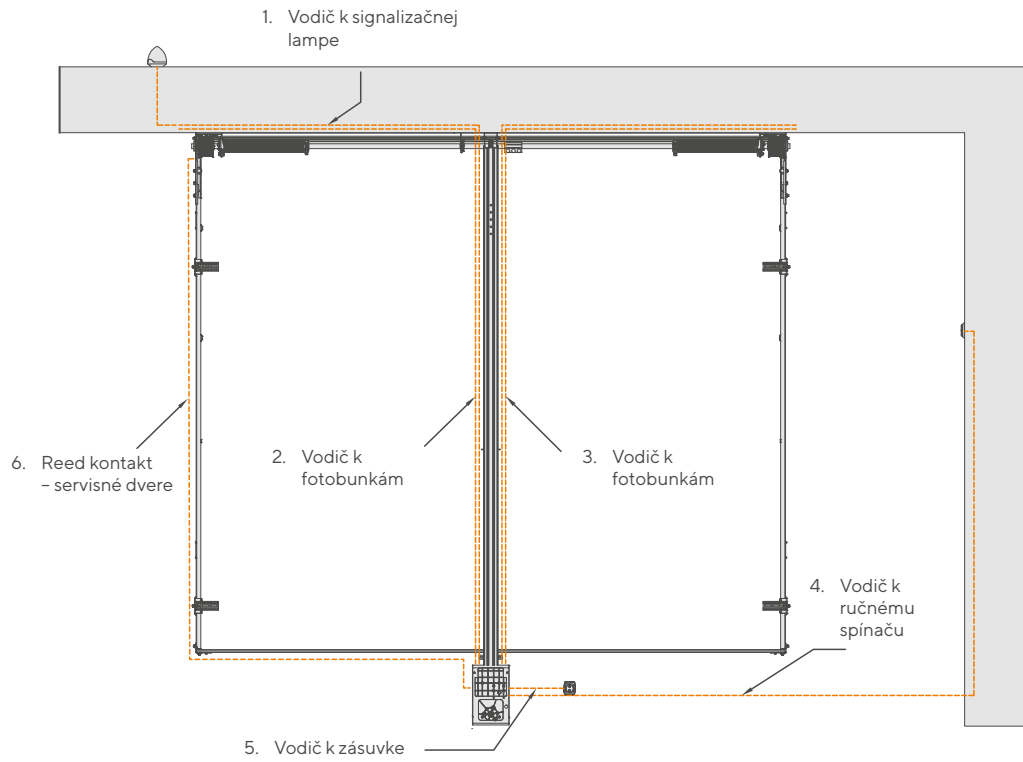 1. Vodič k signalizačnej
lampe
2. Vodič k
fotobunkám
3. Vodič k
fotobunkám
6. Reed kontakt
– servisné dvere
4. Vodič k
ručnému
spínaču
5. Vodič k zásuvke